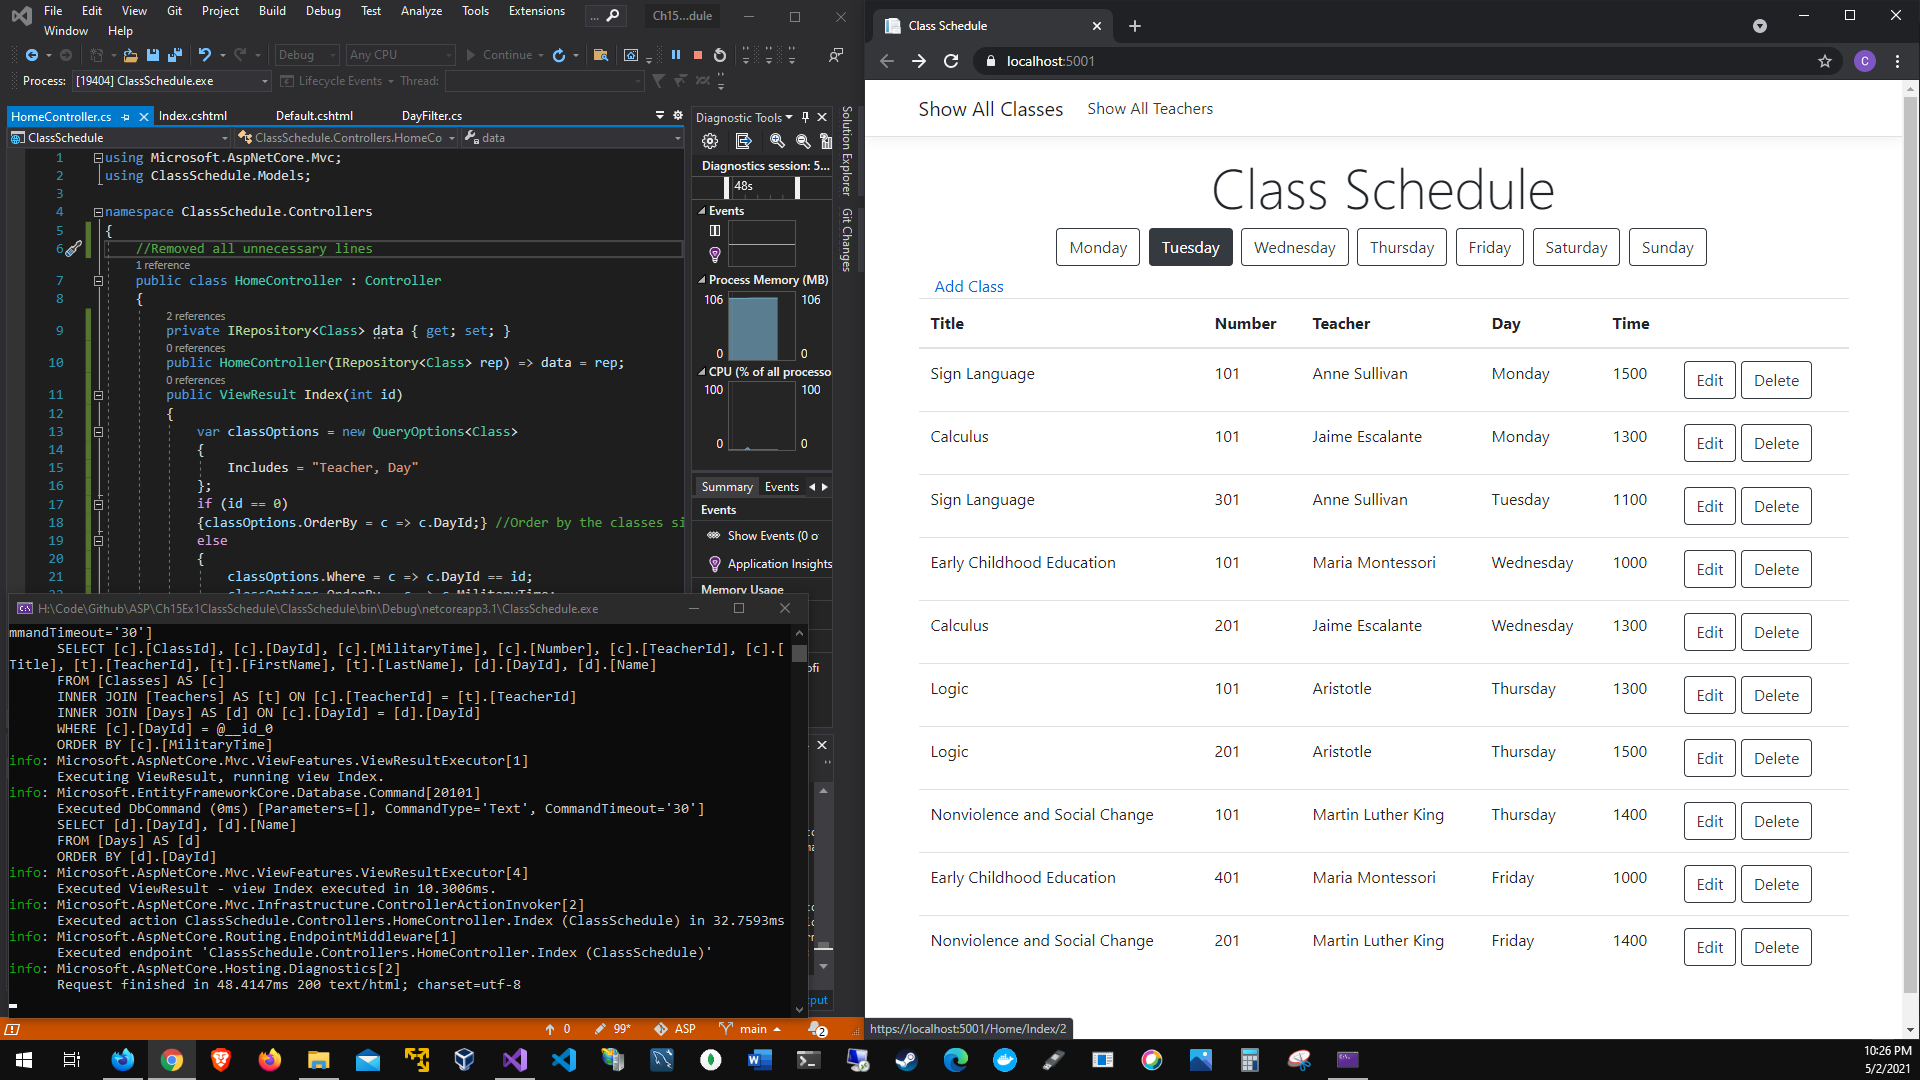 File Edit View Git Project Build Debug Test Analyze Tools Extensions ... Ch15...dule
Window Help
Debug Any CPU Continue
Process: [19404] ClassSchedule.exe Lifecycle Events Thread:
HomeController.cs Index.cshtml Default.cshtml DayFilter.cs
ClassSchedule ClassSchedule.Controllers.HomeCo data
1 using Microsoft.AspNetCore.Mvc;
2 using ClassSchedule.Models;
3
4 namespace ClassSchedule.Controllers
5 {
6 //Removed all unnecessary lines
1 reference
7 public class HomeController : Controller
8 {
2 references
9 private IRepository<Class> data { get; set; }
0 references
10 public HomeController(IRepository<Class> rep) => data = rep;
0 references
11 public ViewResult Index(int id)
12 {
13 var classOptions = new QueryOptions<Class>
14 {
15 Includes = "Teacher, Day"
16 };
17 if (id == 0)
18 {classOptions.OrderBy = c => c.DayId;} //Order by the classes si
19 else
20 {
21 classOptions.Where = c => c.DayId == id;
Diagnostic Tools
Diagnostics session: 5...
48s
Events
Process Memory (MB)
106 106
0 0
CPU (% of all processo
100 100
0 0
Summary Events
Events
Show Events (0 o
Application Insights
Memory Usage
Solution Explorer
Git Changes
H:\Code\Github\ASP\Ch15Ex1ClassSchedule\ClassSchedule\bin\Debug\netcoreapp3.1\ClassSchedule.exe
mmandTimeout='30']
SELECT [c].[ClassId], [c].[DayId], [c].[MilitaryTime], [c].[Number], [c].[TeacherId], [c].[
Title], [t].[TeacherId], [t].[FirstName], [t].[LastName], [d].[DayId], [d].[Name]
FROM [Classes] AS [c]
INNER JOIN [Teachers] AS [t] ON [c].[TeacherId] = [t].[TeacherId]
INNER JOIN [Days] AS [d] ON [c].[DayId] = [d].[DayId]
WHERE [c].[DayId] = @__id_0
ORDER BY [c].[MilitaryTime]
info: Microsoft.AspNetCore.Mvc.ViewFeatures.ViewResultExecutor[1]
Executing ViewResult, running view Index.
info: Microsoft.EntityFrameworkCore.Database.Command[20101]
Executed DbCommand (0ms) [Parameters=[], CommandType='Text', CommandTimeout='30']
SELECT [d].[DayId], [d].[Name]
FROM [Days] AS [d]
ORDER BY [d].[DayId]
info: Microsoft.AspNetCore.Mvc.ViewFeatures.ViewResultExecutor[4]
Executed ViewResult - view Index executed in 10.3006ms.
info: Microsoft.AspNetCore.Mvc.Infrastructure.ControllerActionInvoker[2]
Executed action ClassSchedule.Controllers.HomeController.Index (ClassSchedule) in 32.7593ms
info: Microsoft.AspNetCore.Routing.EndpointMiddleware[1]
Executed endpoint 'ClassSchedule.Controllers.HomeController.Index (ClassSchedule)'
info: Microsoft.AspNetCore.Hosting.Diagnostics[2]
Request finished in 48.4147ms 200 text/html; charset=utf-8
0 99* ASP main 2
Class Schedule
localhost:5001 C
Show All Classes Show All Teachers
Class Schedule
Monday Tuesday Wednesday Thursday Friday Saturday Sunday
Add Class
Title Number Teacher Day Time
Sign Language 101 Anne Sullivan Monday 1500 Edit Delete
Calculus 101 Jaime Escalante Monday 1300 Edit Delete
Sign Language 301 Anne Sullivan Tuesday 1100 Edit Delete
Early Childhood Education 101 Maria Montessori Wednesday 1000 Edit Delete
Calculus 201 Jaime Escalante Wednesday 1300 Edit Delete
Logic 101 Aristotle Thursday 1300 Edit Delete
Logic 201 Aristotle Thursday 1500 Edit Delete
Nonviolence and Social Change 101 Martin Luther King Thursday 1400 Edit Delete
Early Childhood Education 401 Maria Montessori Friday 1000 Edit Delete
Nonviolence and Social Change 201 Martin Luther King Friday 1400 Edit Delete
https://localhost:5001/Home/Index/2
10:26 PM
5/2/2021